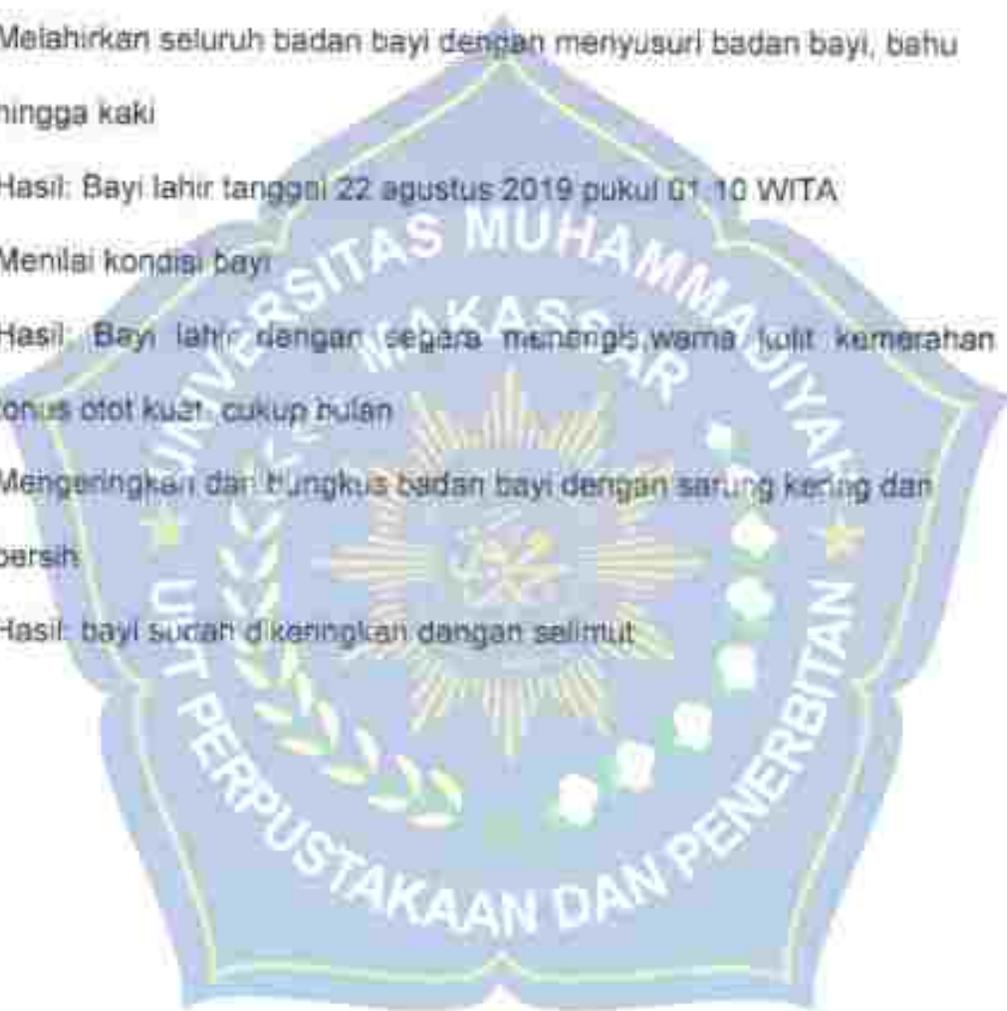 Melahirkan seluruh badan bayi dengan menyusuri badan bayi, bahu
hingga kaki
Hasil: Bayi lahir tanggal 22 agustus 2019 pukul 01.10 WITA
Menilai kondisi bayi
Hasil: Bayi lahir dengan segera menangis,warna kulit kemerahan
tonus otot kuat, cukup bulan
Mengeringkan dan bungkus badan bayi dengan sarung kering dan
bersih
Hasil: bayi sudah dikeringkan dangan selimut
UNIVERSITAS MUHAMMADIYAH
MAKASSAR
UPT PERPUSTAKAAN DAN PENERBITAN